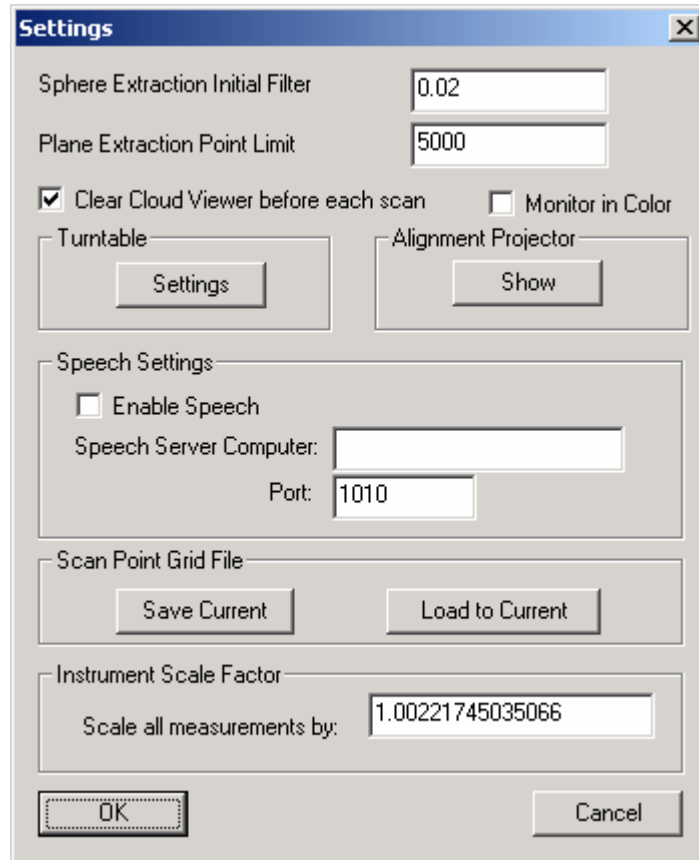 Settings
Sphere Extraction Initial Filter 0.02
Plane Extraction Point Limit 5000
Clear Cloud Viewer before each scan Monitor in Color
Turntable Alignment Projector
Settings Show
Speech Settings
Enable Speech
Speech Server Computer:
Port: 1010
Scan Point Grid File
Save Current Load to Current
Instrument Scale Factor
Scale all measurements by: 1.00221745035066
OK Cancel